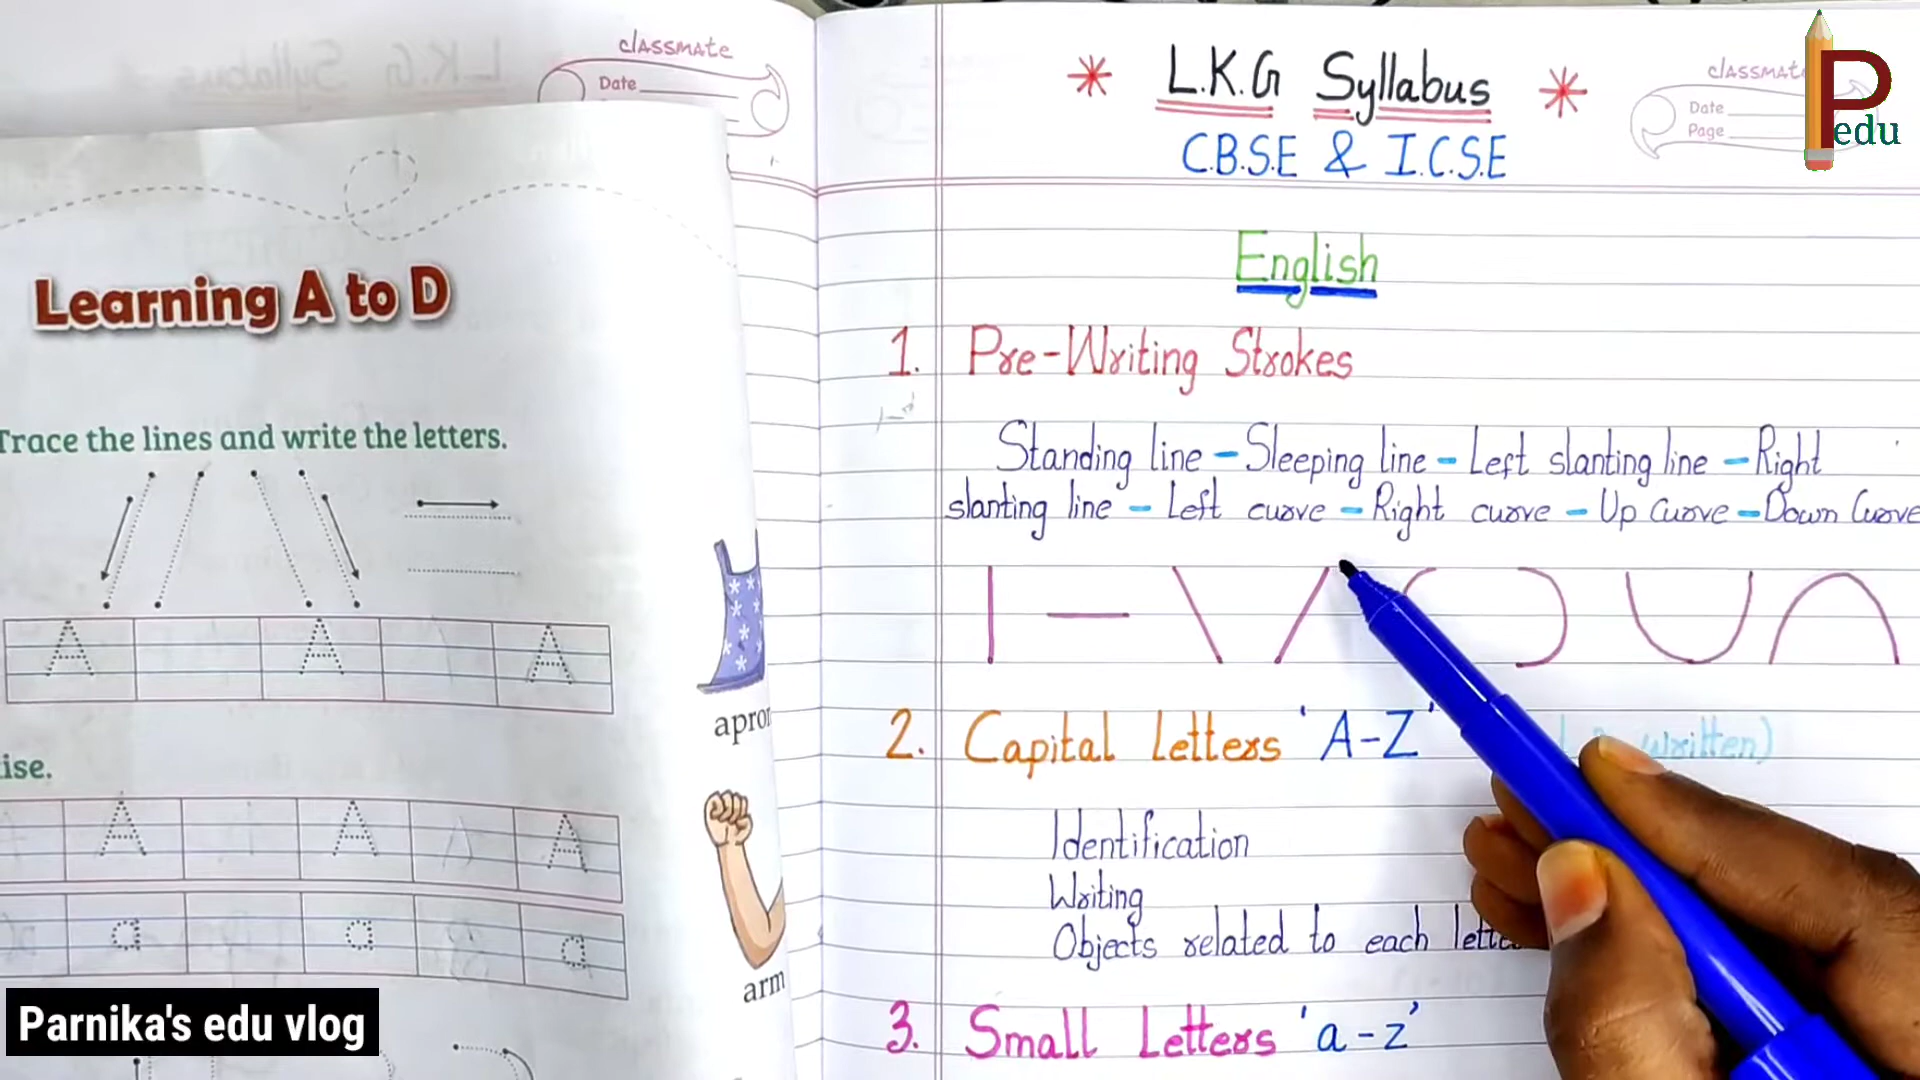 classmate
Date
Learning A to D
Trace the lines and write the letters.
A A A
apron
ise.
A A A
a a a
arm
Parnika's edu vlog
L.K.G Syllabus
C.B.S.E & I.C.S.E
classmate
Date
Page
P
edu
English
1. Pre-Writing Strokes
Standing line - Sleeping line - Left slanting line - Right
slanting line - Left curve - Right curve - Up Curve - Down Curve
2. Capital Letters 'A-Z' written)
Identification
Writing
Objects related to each
3. Small Letters 'a-z'